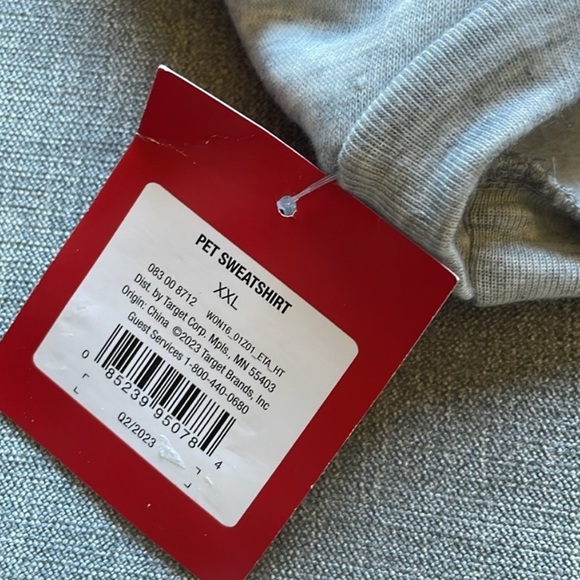 PET SWEATSHIRT
XXL
083 00 8712 WON16_01Z01_ETA_HT
Dist. by Target Corp. Mpls., MN 55403
Origin: China ©2023 Target Brands, Inc
Guest Services 1-800-440-0680
0 85239 95078 4
Q2/2023